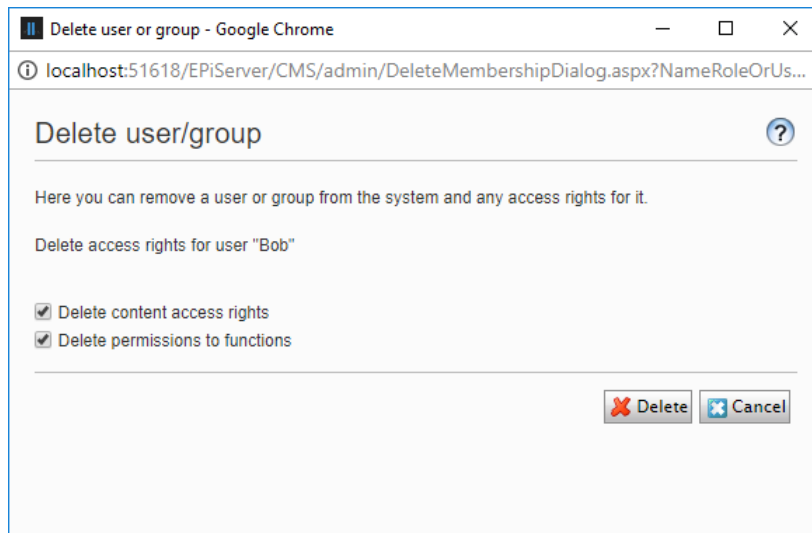 Delete user or group - Google Chrome
localhost:51618/EPiServer/CMS/admin/DeleteMembershipDialog.aspx?NameRoleOrUs...
Delete user/group
Here you can remove a user or group from the system and any access rights for it.
Delete access rights for user "Bob"
Delete content access rights
Delete permissions to functions
Delete Cancel